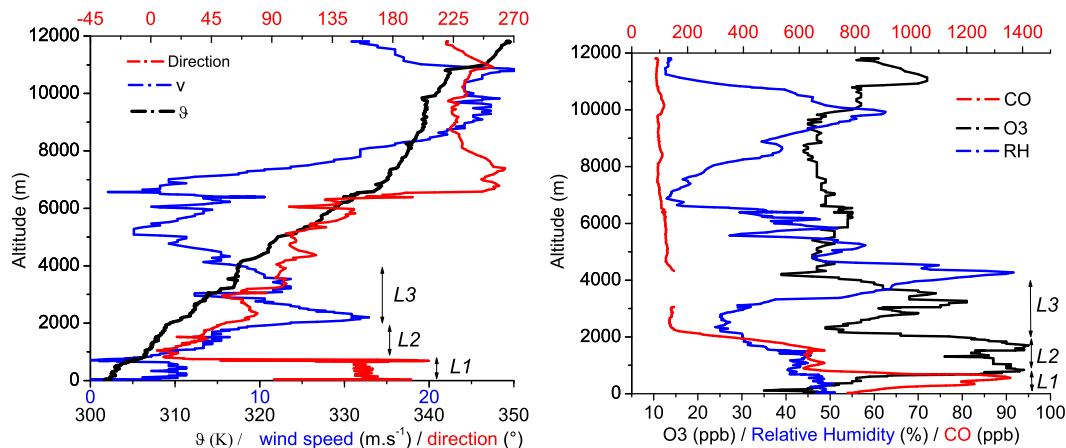 -45 0 45 90 135 180 225 270
12000
10000
8000
6000
4000
2000
0
Altitude (m)
Direction
v
ϑ
L3
L2
L1
0 20
300 310 320 330 340 350
ϑ (K) / wind speed (m.s⁻¹) / direction (°)
0 200 400 600 800 1000 1200 1400
12000
10000
8000
6000
4000
2000
0
Altitude (m)
CO
O3
RH
L3
L2
L1
10 20 30 40 50 60 70 80 90 100
O3 (ppb) / Relative Humidity (%) / CO (ppb)